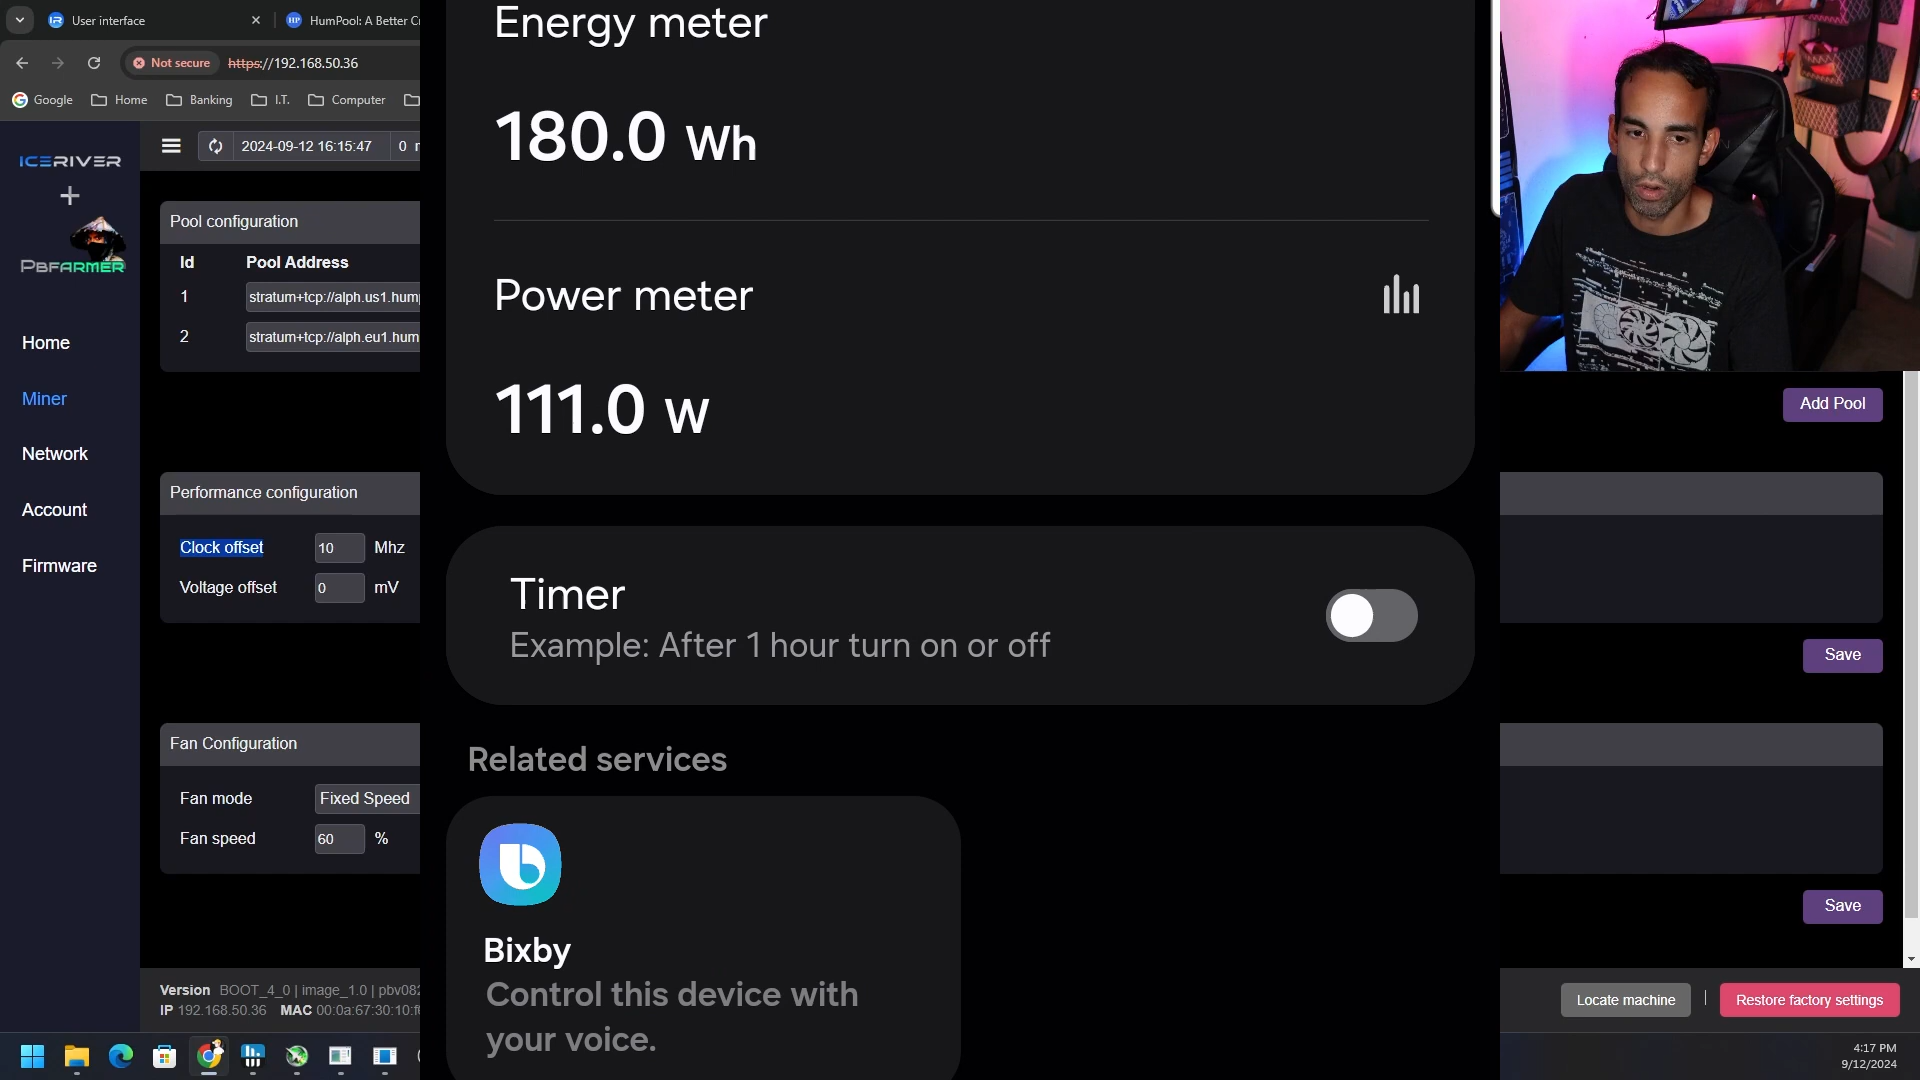 User interface
HumPool: A Better Cr
Not secure
https://192.168.50.36
Google
Home
Banking
I.T.
Computer
ICERIVER
+
PBFARMER
Home
Miner
Network
Account
Firmware
2024-09-12 16:15:47
0
Pool configuration
Id Pool Address
1 stratum+tcp://alph.us1.hum
2 stratum+tcp://alph.eu1.hum
Add Pool
Performance configuration
Clock offset 10 Mhz
Voltage offset 0 mV
Save
Fan Configuration
Fan mode Fixed Speed
Fan speed 60 %
Save
Version BOOT_4_0 | image_1.0 | pbv082
IP 192.168.50.36 MAC 00:0a:67:30:10:f
Locate machine
|
Restore factory settings
Energy meter
180.0 Wh
Power meter
111.0 W
Timer
Example: After 1 hour turn on or off
Related services
Bixby
Control this device with
your voice.
4:17 PM
9/12/2024